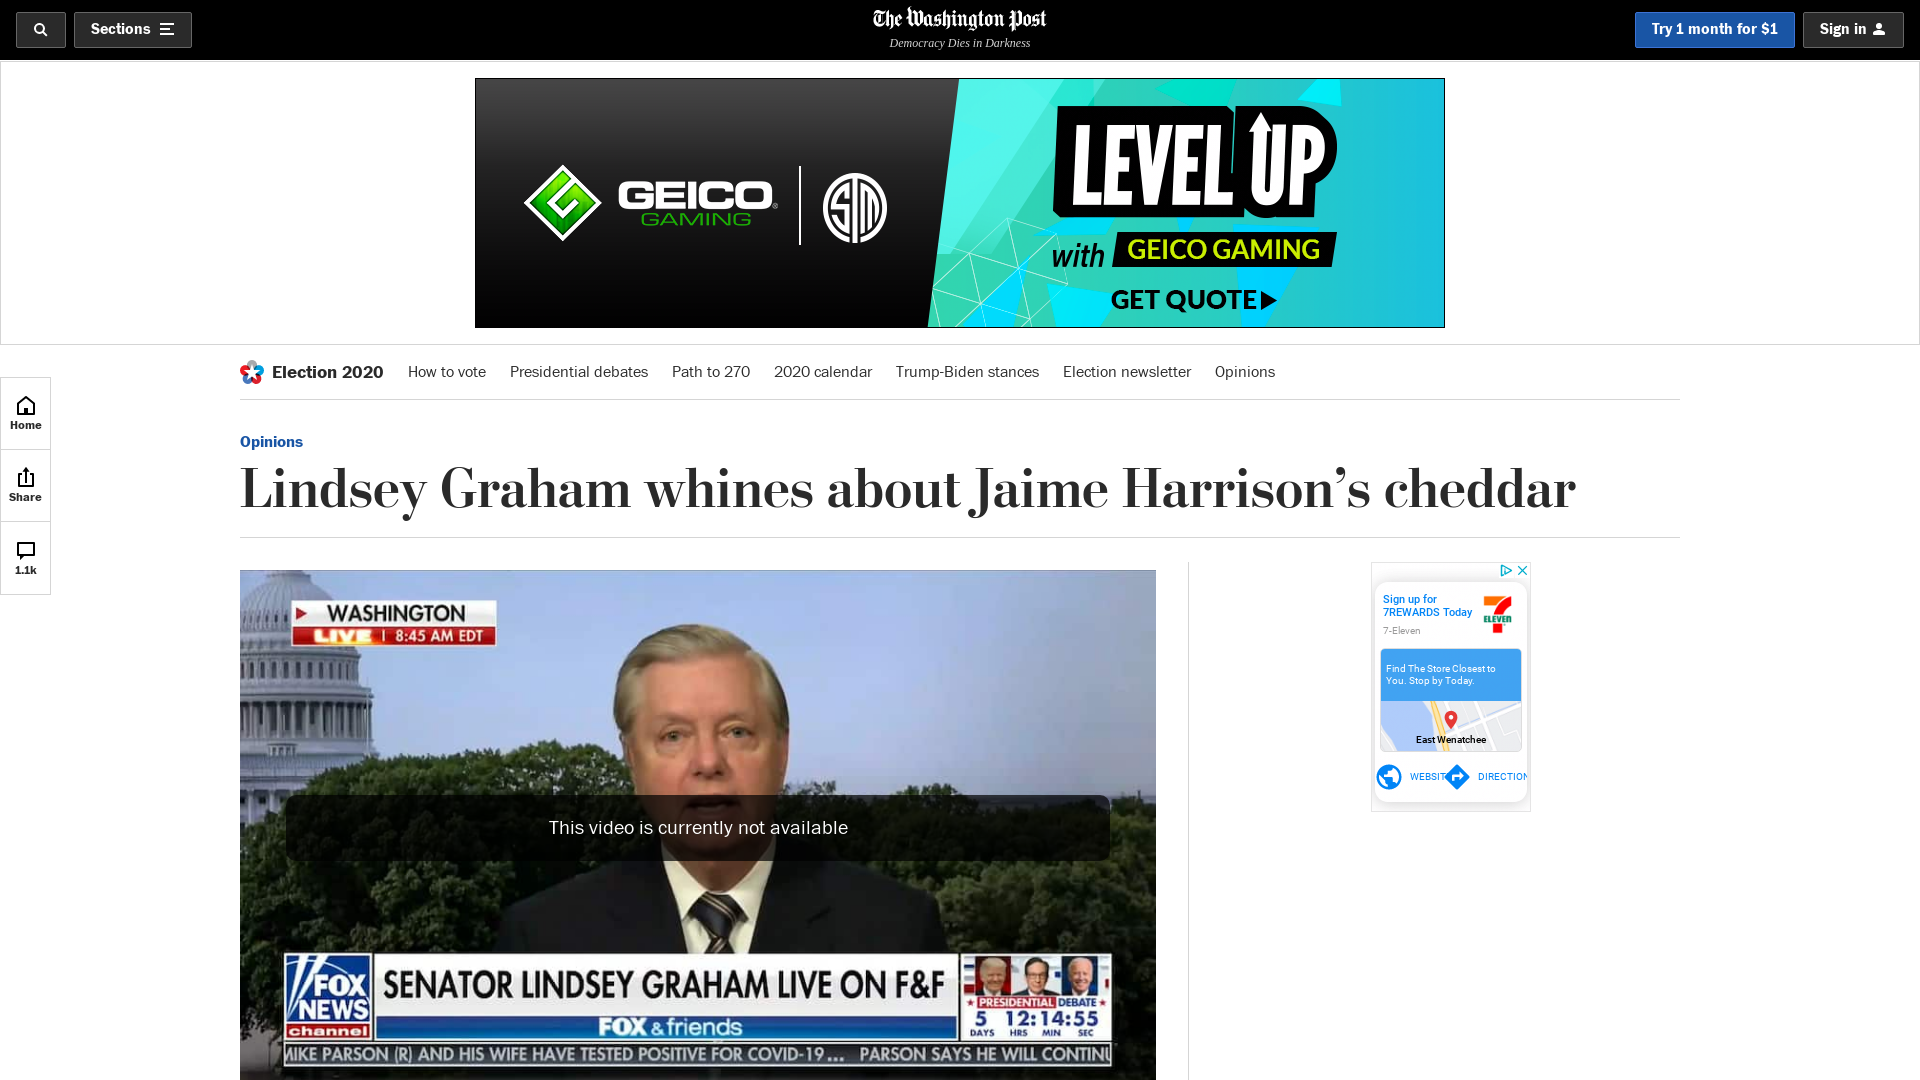 Sections
The Washington Post
Democracy Dies in Darkness
Try 1 month for $1
Sign in
GEICO
GAMING
TSM
LEVEL UP
with GEICO GAMING
GET QUOTE
Election 2020
How to vote
Presidential debates
Path to 270
2020 calendar
Trump-Biden stances
Election newsletter
Opinions
Home
Share
1.1k
Opinions
Lindsey Graham whines about Jaime Harrison’s cheddar
WASHINGTON
LIVE | 8:45 AM EDT
This video is currently not available
FOX
NEWS
channel
SENATOR LINDSEY GRAHAM LIVE ON F&F
FOX & friends
PRESIDENTIAL DEBATE
5 12:14:55
DAYS HRS MIN SEC
MIKE PARSON (R) AND HIS WIFE HAVE TESTED POSITIVE FOR COVID-19... PARSON SAYS HE WILL CONTINU
Sign up for
7REWARDS Today
7-Eleven
ELEVEN
Find The Store Closest to
You. Stop by Today.
East Wenatchee
WEBSIT
DIRECTION